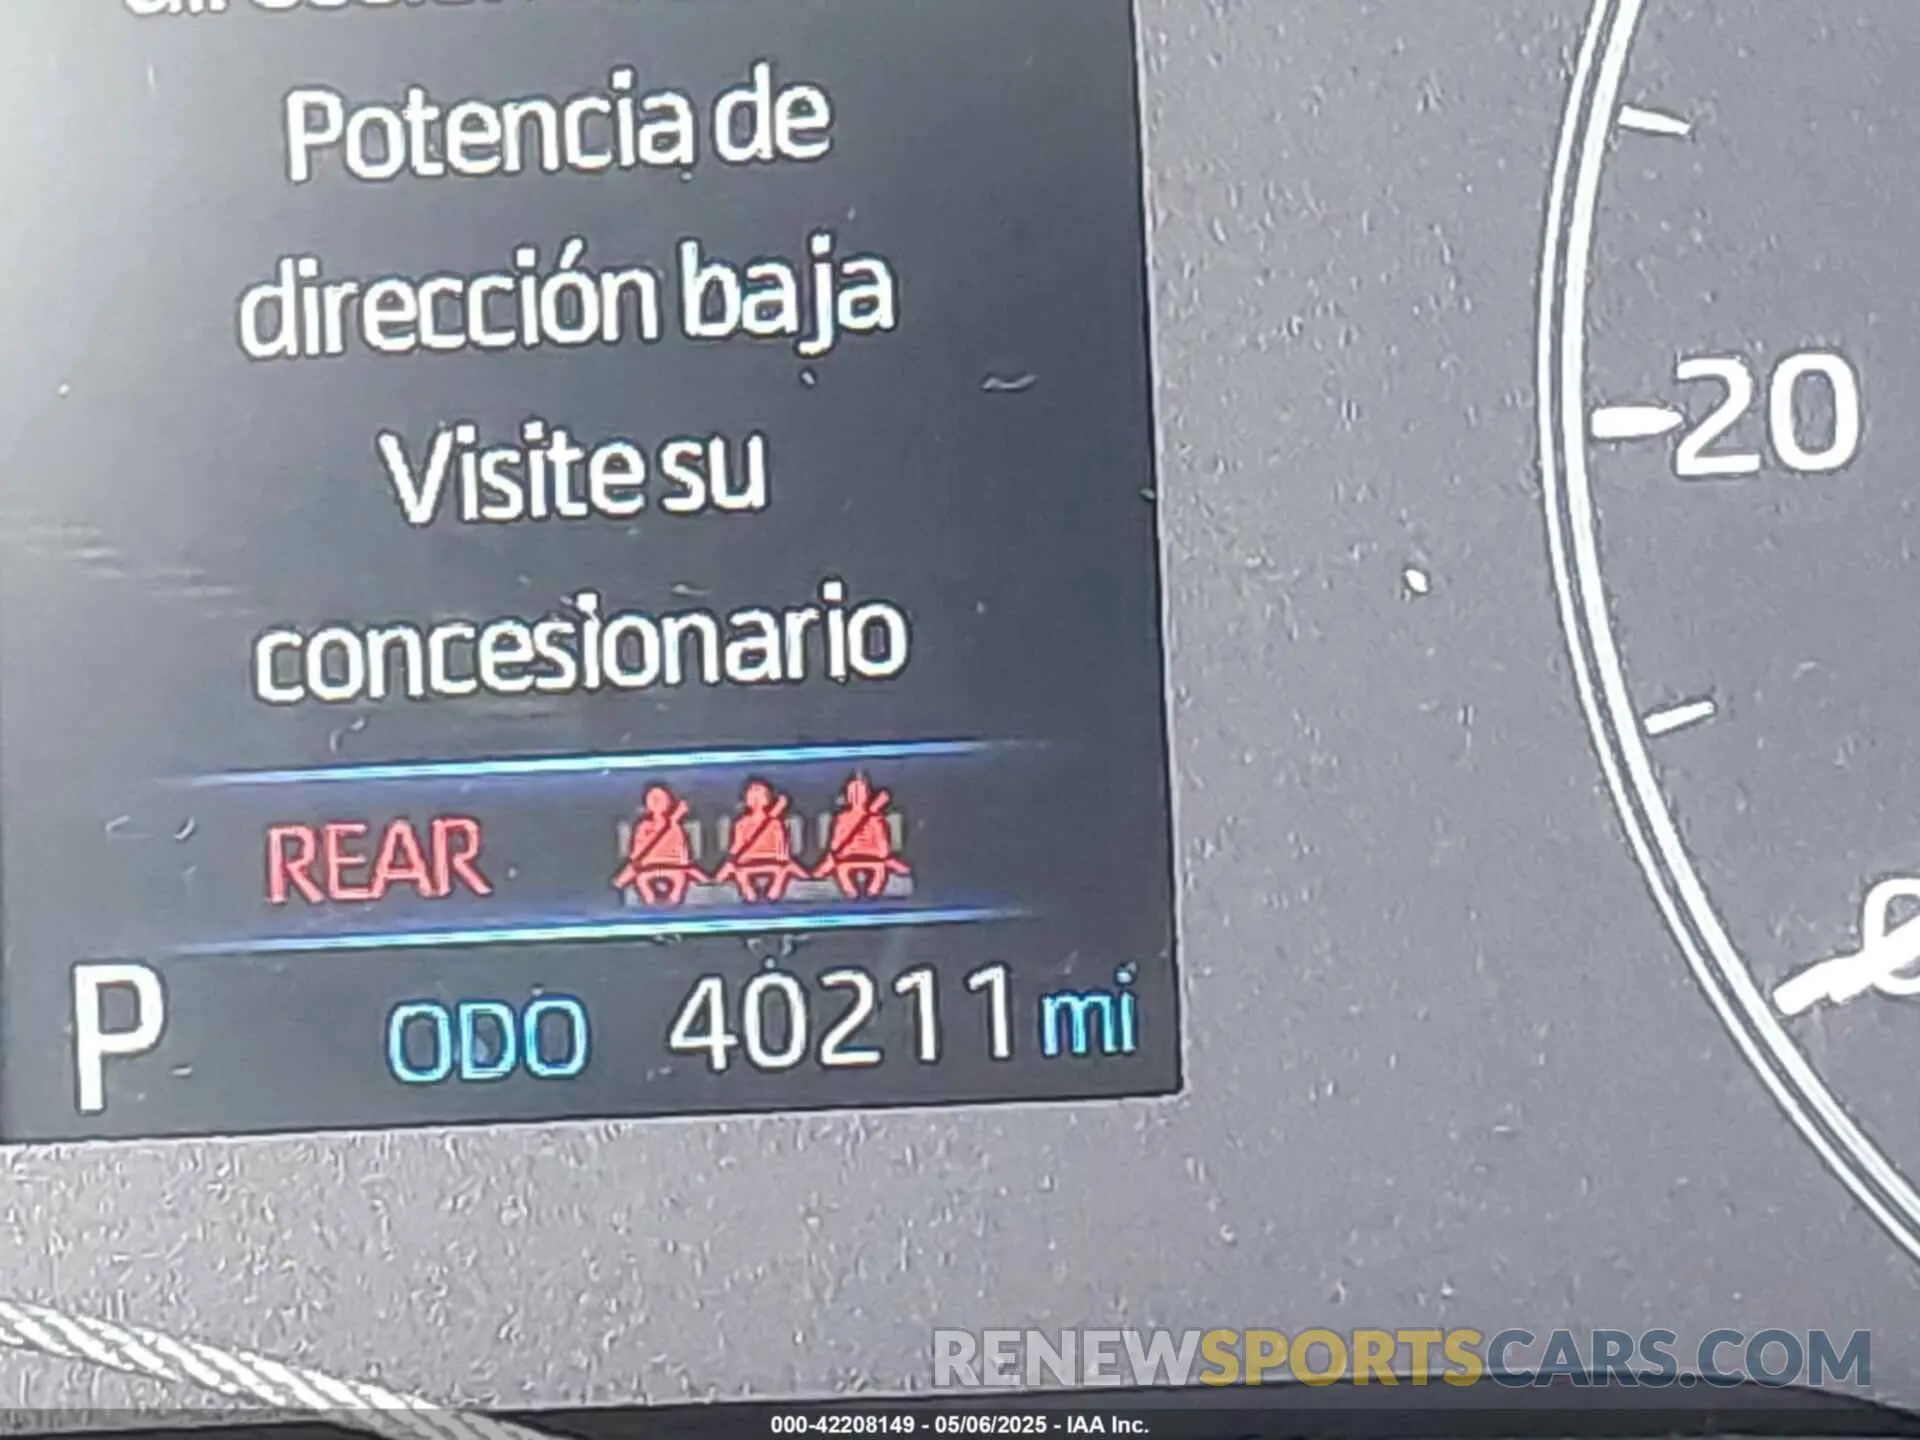 Potencia de
dirección baja
Visite su
concesionario
REAR
P ODO 40211 mi
20
0
RENEWSPORTSCARS.COM
000-42208149 - 05/06/2025 - IAA Inc.